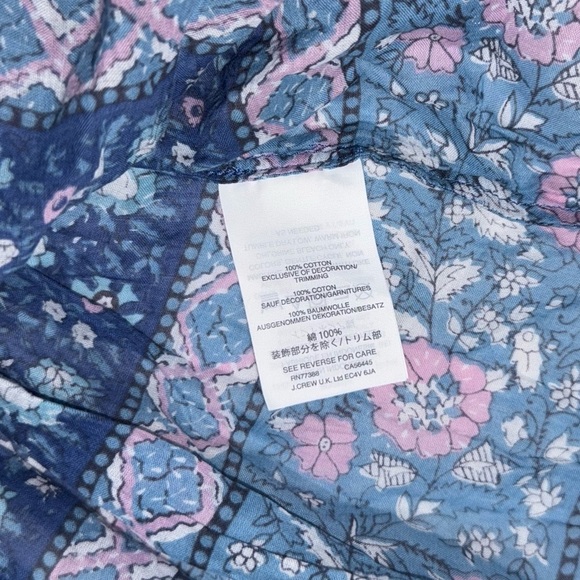 100% COTTON
EXCLUSIVE OF DECORATION/
TRIMMING
100% COTON
SAUF DÉCORATION/GARNITURES
100% BAUMWOLLE
AUSGENOMMEN DEKORATION/BESATZ
綿 100%
装飾部分を除く/トリム部
SEE REVERSE FOR CARE
RN77388 CA56445
J.CREW U.K. Ltd EC4V 6JA